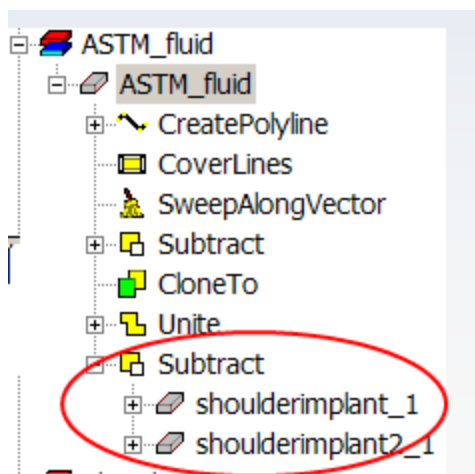 ASTM_fluid
ASTM_fluid
CreatePolyline
CoverLines
SweepAlongVector
Subtract
CloneTo
Unite
Subtract
shoulderimplant_1
shoulderimplant2_1